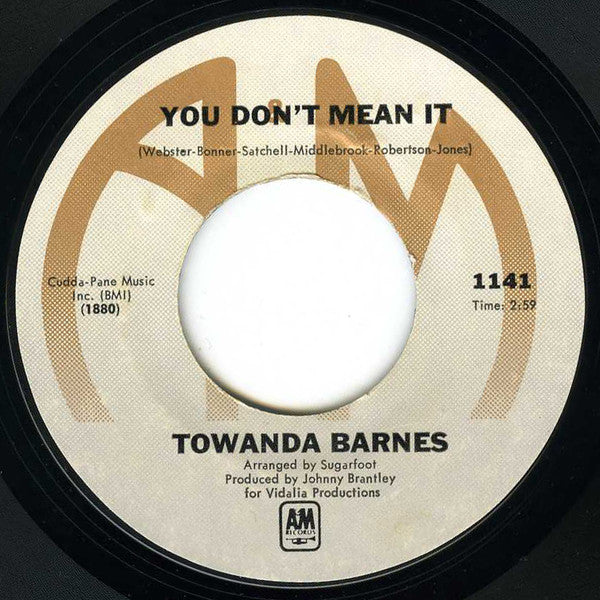 A&M
YOU DON'T MEAN IT
(Webster-Bonner-Satchell-Middlebrook-Robertson-Jones)
Cudda-Pane Music
Inc. (BMI)
(1880)
1141
Time: 2:59
TOWANDA BARNES
Arranged by Sugarfoot
Produced by Johnny Brantley
for Vidalia Productions
A&M
RECORDS